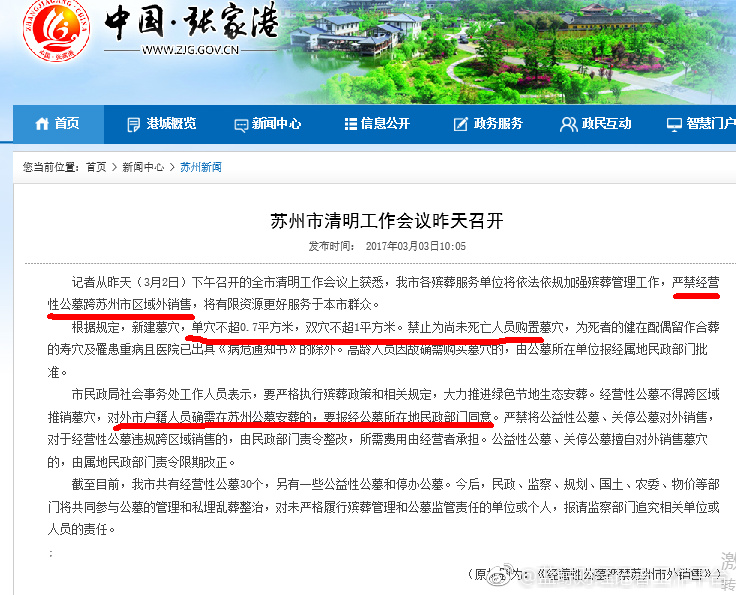 ZHANGJIAGANG CHINA
中国·张家港
中国·张家港
WWW.ZJG.GOV.CN
首页 港城概览 新闻中心 信息公开 政务服务 政民互动 智慧门户
您当前位置: 首页 > 新闻中心 > 苏州新闻
苏州市清明工作会议昨天召开
发布时间: 2017年03月03日10:05
记者从昨天（3月2日）下午召开的全市清明工作会议上获悉，我市各殡葬服务单位将依法依规加强殡葬管理工作，严禁经营
性公墓跨苏州市区域外销售，将有限资源更好服务于本市群众。
根据规定，新建墓穴，单穴不超0.7平方米，双穴不超1平方米。禁止为尚未死亡人员购置墓穴，为死者的健在配偶留作合葬
的寿穴及罹患重病且医院已出具《病危通知书》的除外。高龄人员因故确需购买墓穴的，由公墓所在单位报经属地民政部门批
准。
市民政局社会事务处工作人员表示，要严格执行殡葬政策和相关规定，大力推进绿色节地生态安葬。经营性公墓不得跨区域
推销墓穴，对外市户籍人员确需在苏州公墓安葬的，要报经公墓所在地民政部门同意。严禁将公益性公墓、关停公墓对外销售，
对于经营性公墓违规跨区域销售的，由民政部门责令整改，所需费用由经营者承担。公益性公墓、关停公墓擅自对外销售墓穴
的，由属地民政部门责令限期改正。
截至目前，我市共有经营性公墓30个，另有一些公益性公墓和停办公墓。今后，民政、监察、规划、国土、农委、物价等部
门将共同参与公墓的管理和私埋乱葬整治，对未严格履行殡葬管理和公墓监管责任的单位或个人，报请监察部门追究相关单位或
人员的责任。
:
（原标题为：《经营性公墓严禁苏州市外销售》）
激
转